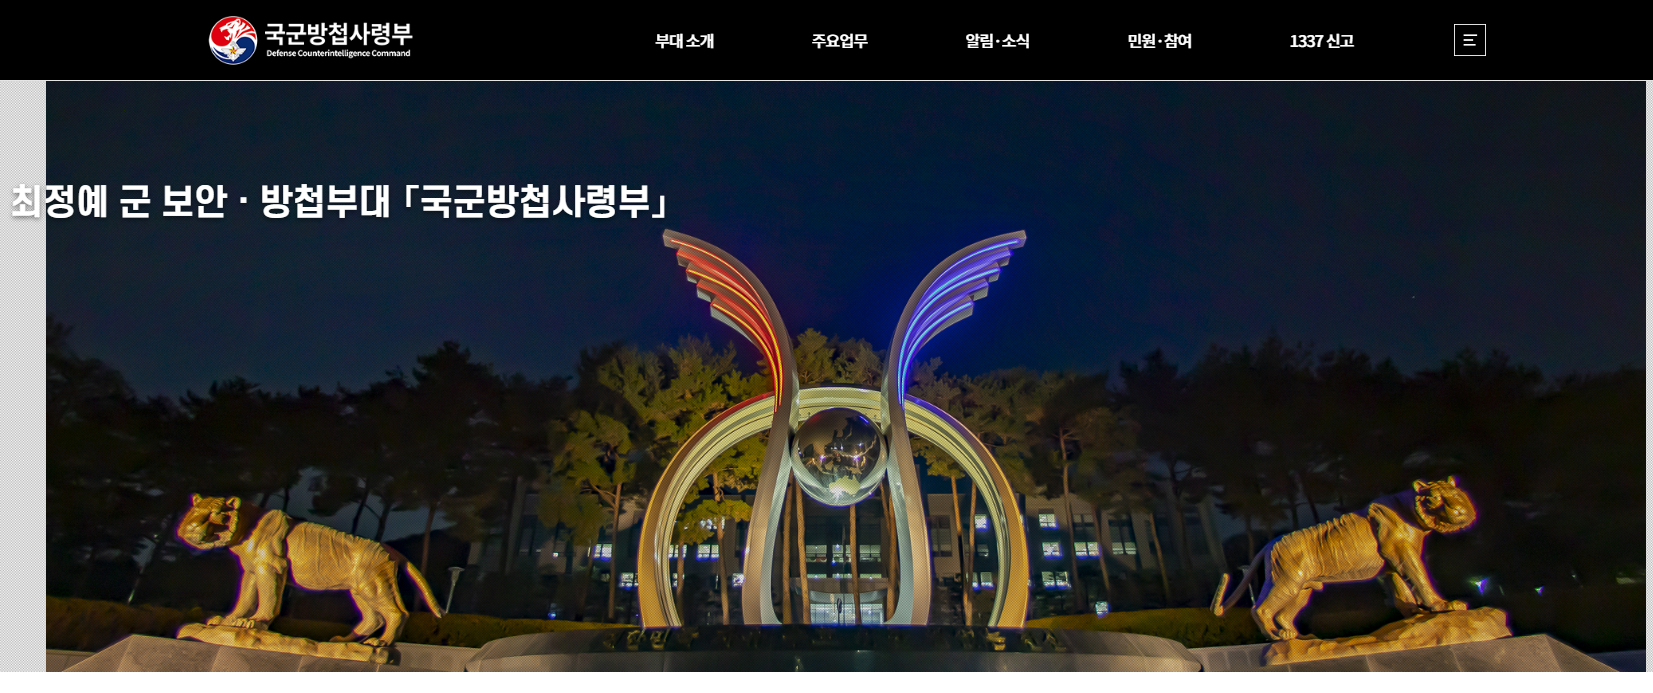 국군방첩사령부
Defense Counterintelligence Command
부대 소개
주요업무
알림·소식
민원·참여
1337 신고
최정예 군 보안·방첩부대 「국군방첩사령부」